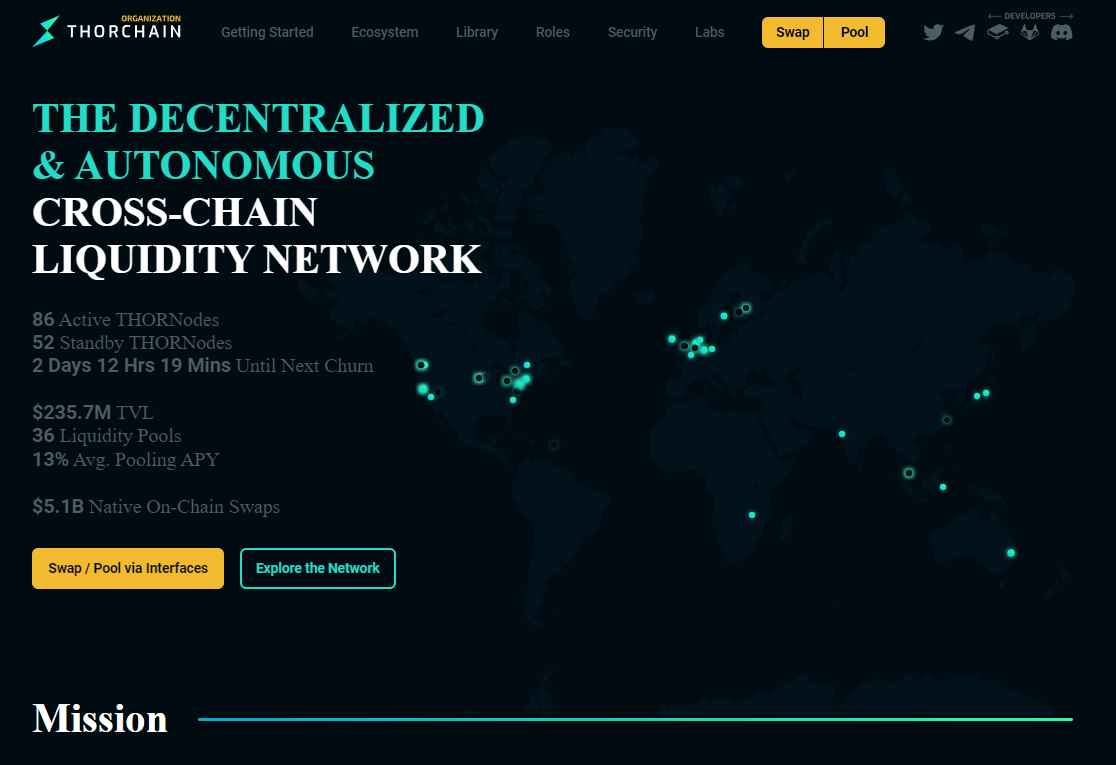 ORGANIZATION
THORCHAIN
Getting Started
Ecosystem
Library
Roles
Security
Labs
Swap
Pool
DEVELOPERS
THE DECENTRALIZED
& AUTONOMOUS
CROSS-CHAIN
LIQUIDITY NETWORK
86 Active THORNodes
52 Standby THORNodes
2 Days 12 Hrs 19 Mins Until Next Churn
$235.7M TVL
36 Liquidity Pools
13% Avg. Pooling APY
$5.1B Native On-Chain Swaps
Swap / Pool via Interfaces
Explore the Network
Mission